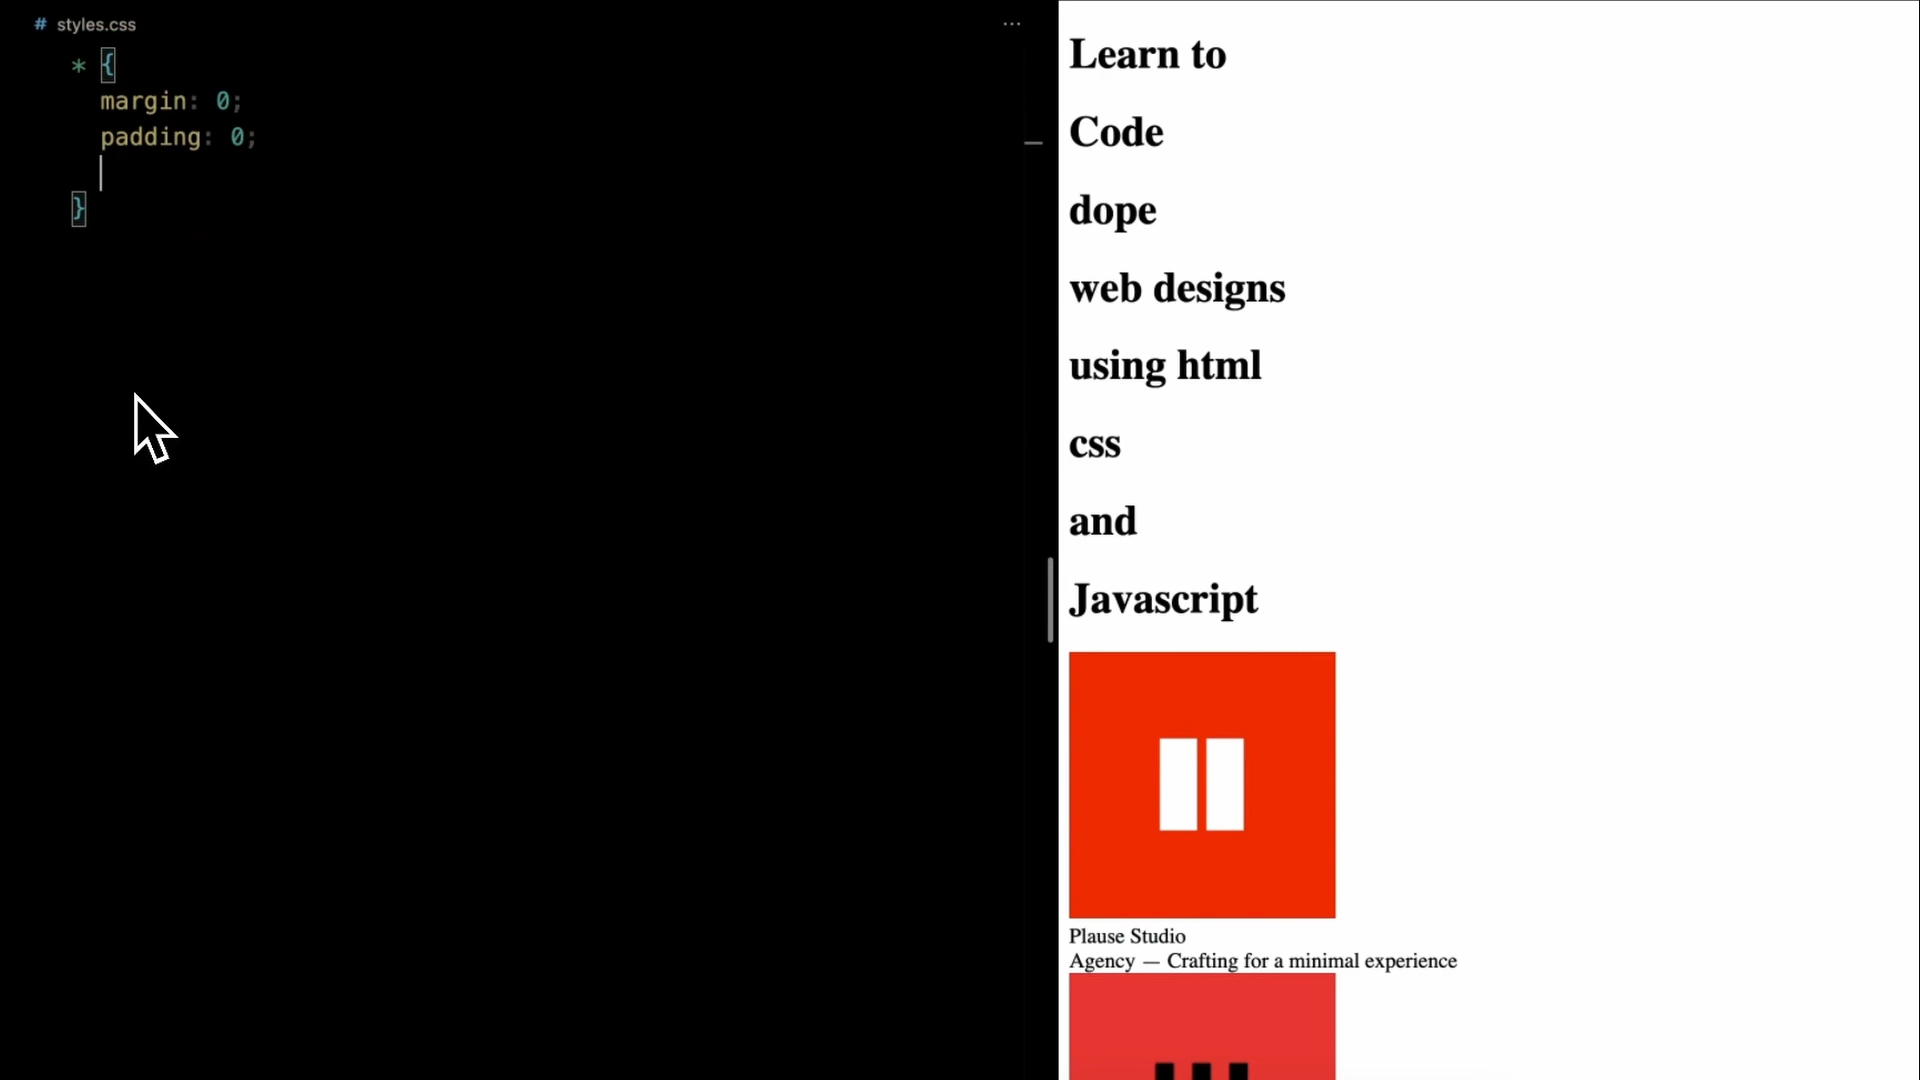 # styles.css ...
* {
margin: 0;
padding: 0;
}
Learn to
Code
dope
web designs
using html
css
and
Javascript
Plause Studio
Agency — Crafting for a minimal experience